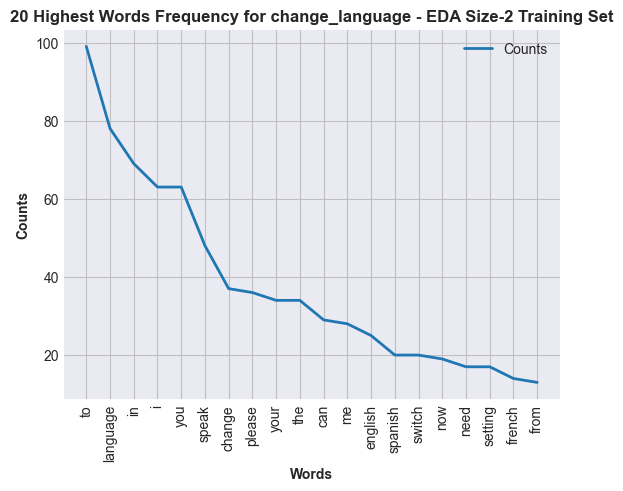 20 Highest Words Frequency for change_language - EDA Size-2 Training Set
Counts
100
80
60
40
20
Counts
to
language
in
i
you
speak
change
please
your
the
can
me
english
spanish
switch
now
need
setting
french
from
Words